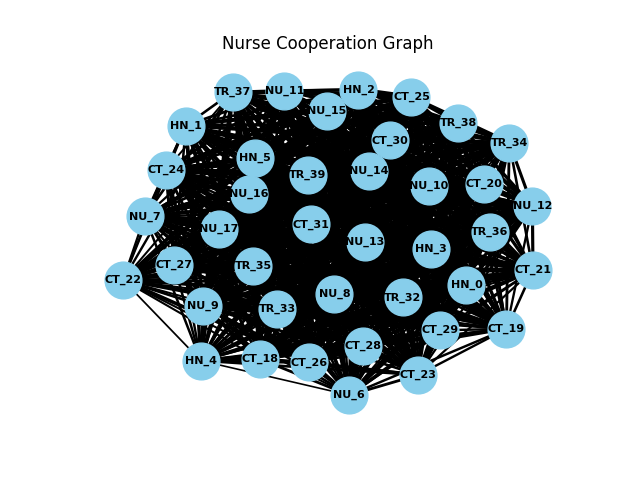 Nurse Cooperation Graph
TR_37
NU_11
HN_2
CT_25
NU_15
HN_1
TR_38
CT_30
TR_34
HN_5
CT_24
TR_39
NU_14
NU_10
CT_20
NU_16
NU_12
NU_7
CT_31
NU_17
TR_36
NU_13
HN_3
CT_27
TR_35
CT_21
CT_22
HN_0
NU_8
TR_32
NU_9
TR_33
CT_29
CT_19
CT_28
HN_4
CT_18
CT_26
CT_23
NU_6